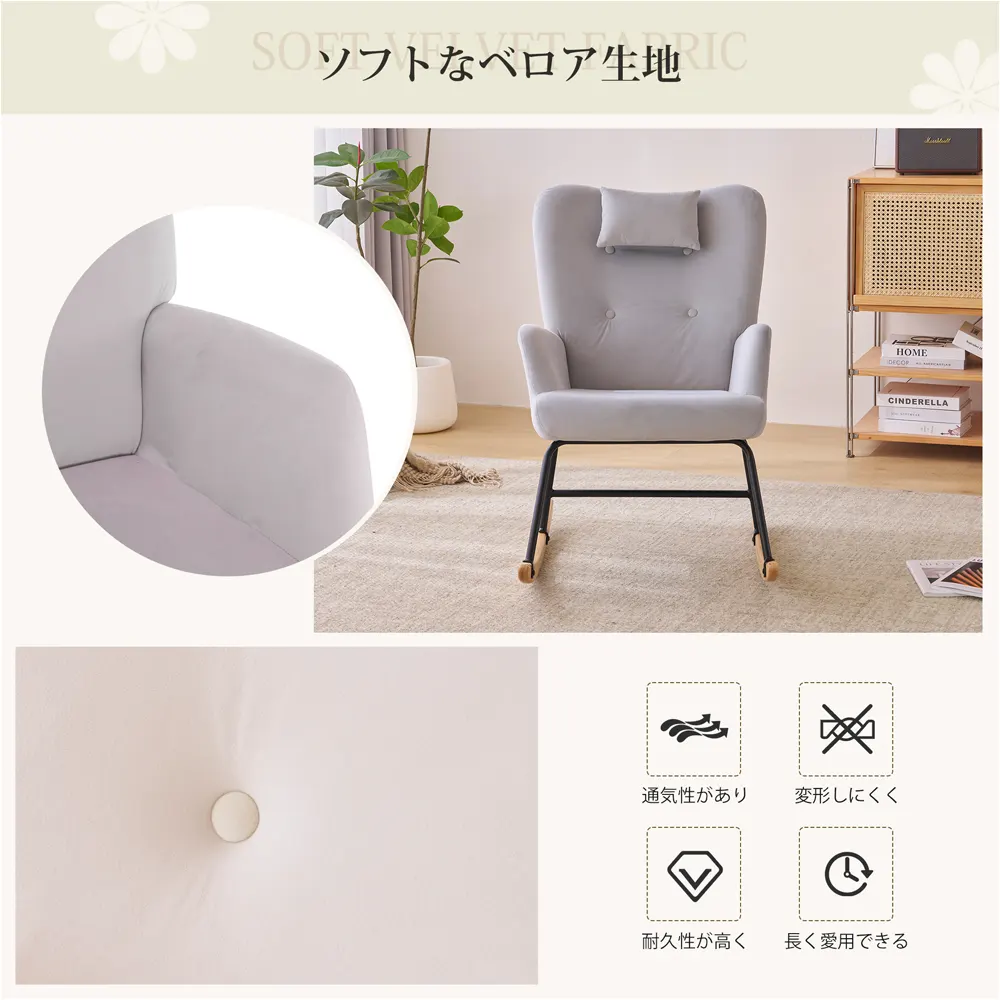 SOFT VELVET FABRIC
ソフトなベロア生地
Marshall
HOME
DECOR
CINDERELLA
通気性があり
変形しにくく
耐久性が高く
長く愛用できる